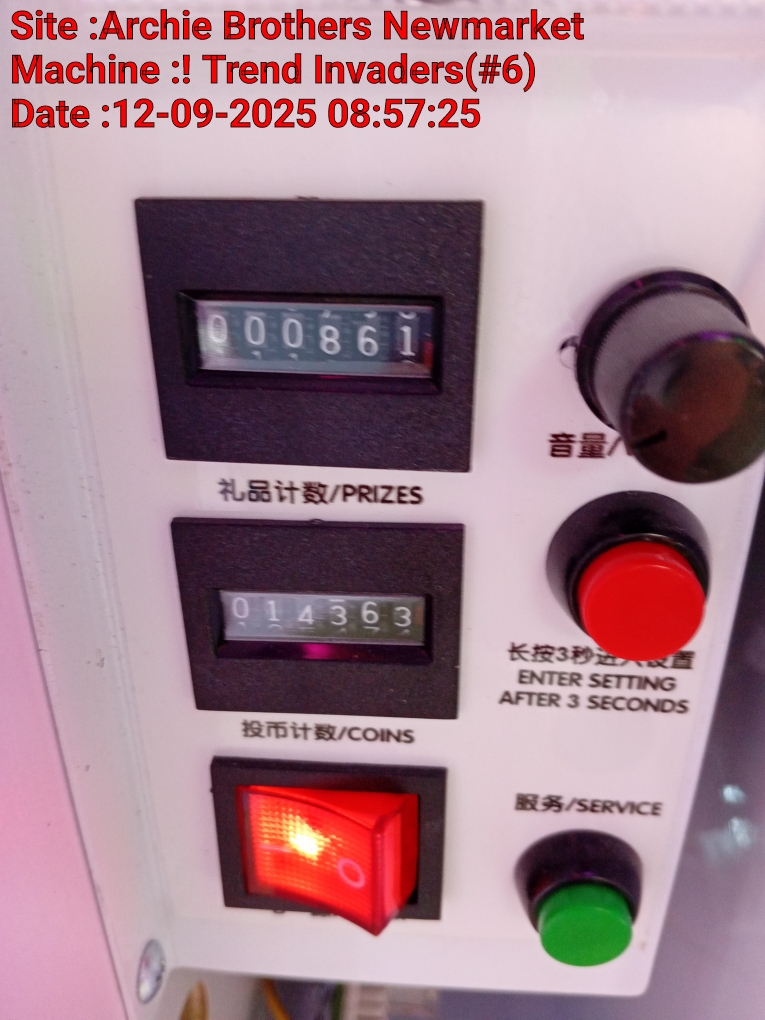 Site :Archie Brothers Newmarket
Machine :! Trend Invaders(#6)
Date :12-09-2025 08:57:25
000861
音量/
礼品计数/PRIZES
014363
长按3秒进入设置
ENTER SETTING
AFTER 3 SECONDS
投币计数/COINS
服务/SERVICE